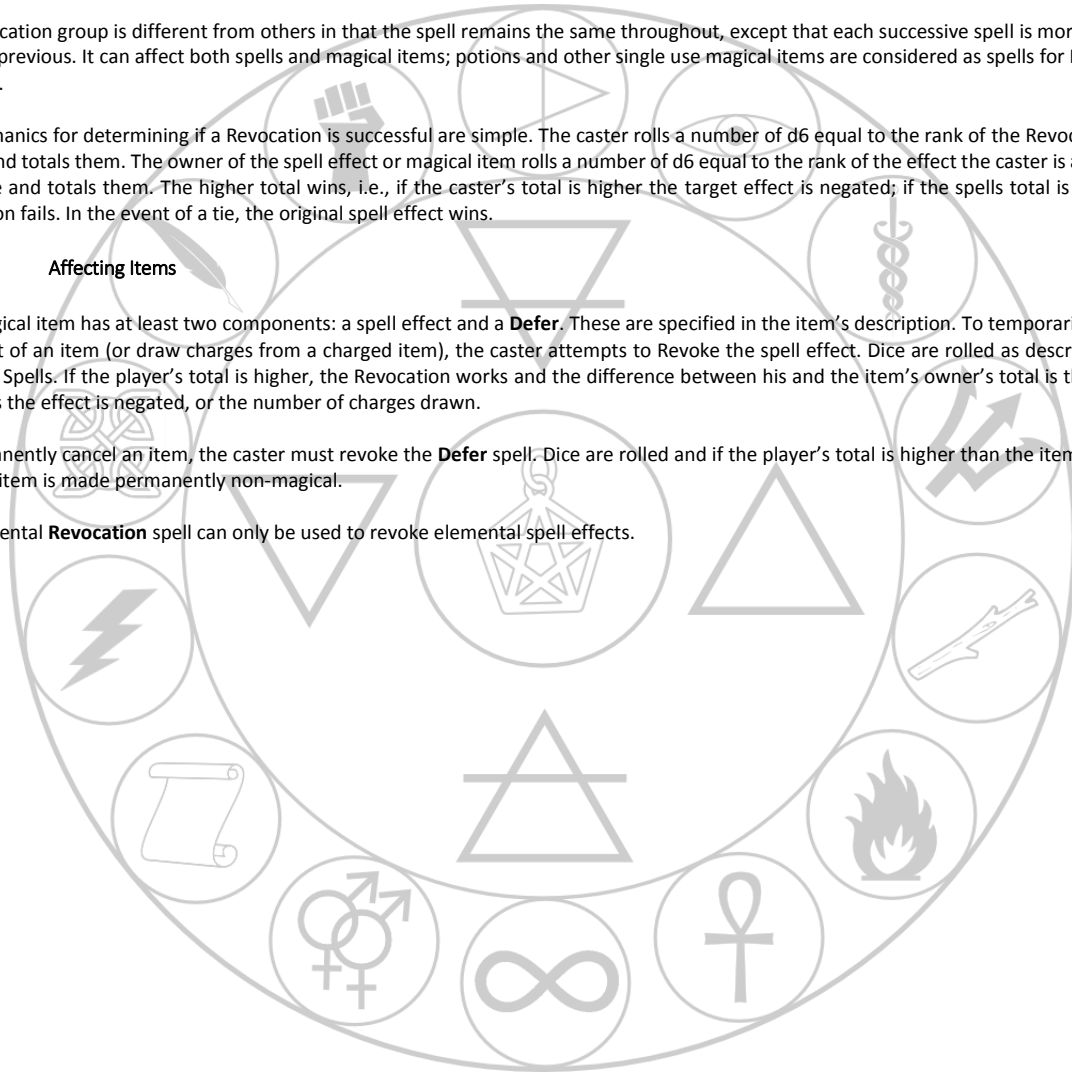 cation group is different from others in that the spell remains the same throughout, except that each successive spell is mor
previous. It can affect both spells and magical items; potions and other single use magical items are considered as spells for
.
hanics for determining if a Revocation is successful are simple. The caster rolls a number of d6 equal to the rank of the Revoc
nd totals them. The owner of the spell effect or magical item rolls a number of d6 equal to the rank of the effect the caster is a
e and totals them. The higher total wins, i.e., if the caster’s total is higher the target effect is negated; if the spells total is
on fails. In the event of a tie, the original spell effect wins.
Affecting Items
gical item has at least two components: a spell effect and a Defer. These are specified in the item’s description. To temporari
t of an item (or draw charges from a charged item), the caster attempts to Revoke the spell effect. Dice are rolled as descr
Spells. If the player’s total is higher, the Revocation works and the difference between his and the item’s owner’s total is t
s the effect is negated, or the number of charges drawn.
nently cancel an item, the caster must revoke the Defer spell. Dice are rolled and if the player’s total is higher than the item
item is made permanently non-magical.
ental Revocation spell can only be used to revoke elemental spell effects.